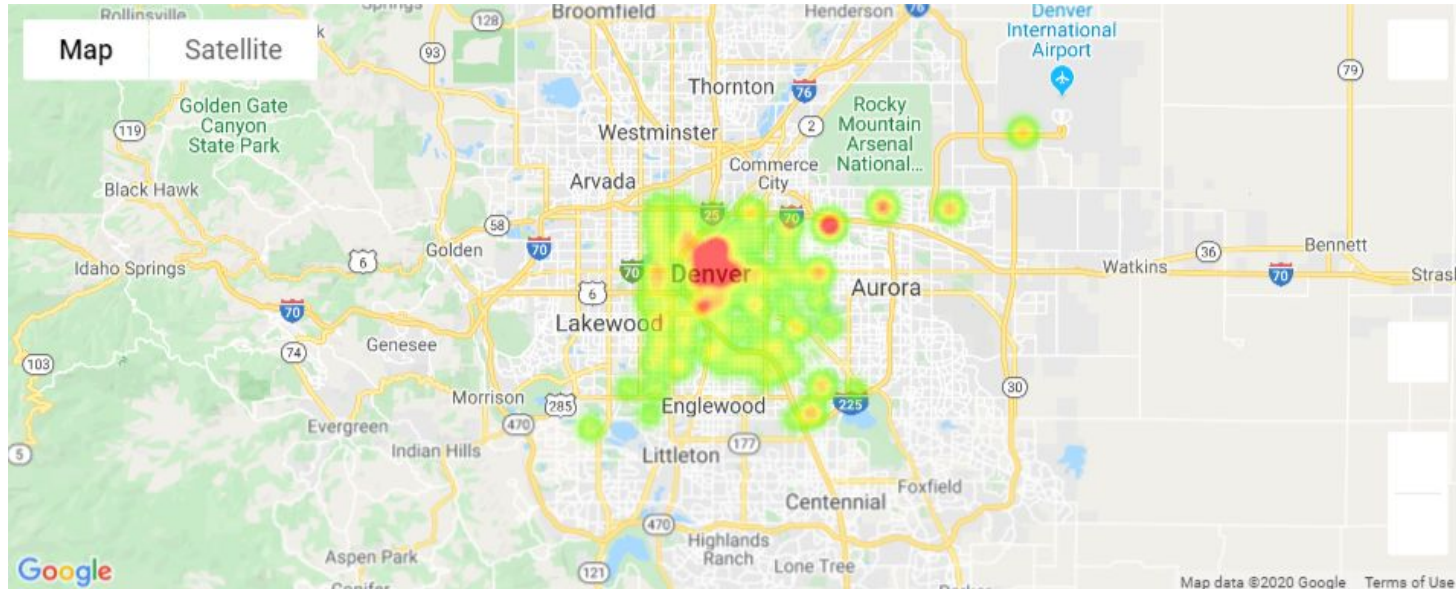 Rollinsville
Springs
128
Broomfield
Henderson
76
Denver
International
Airport
Map
Satellite
93
79
Thornton
76
Golden Gate
Canyon
State Park
119
Rocky
Mountain
Arsenal
National...
2
Westminster
Commerce
City
Black Hawk
Arvada
25
70
58
Golden
70
6
Idaho Springs
70
Denver
Aurora
Watkins
36
Bennett
70
Stras
6
70
Lakewood
Genesee
74
103
30
Morrison
285
Englewood
225
Evergreen
470
Indian Hills
177
5
Littleton
Foxfield
Centennial
470
Highlands
Ranch
Lone Tree
Aspen Park
121
Conifer
Parker
Google
Map data ©2020 Google
Terms of Use